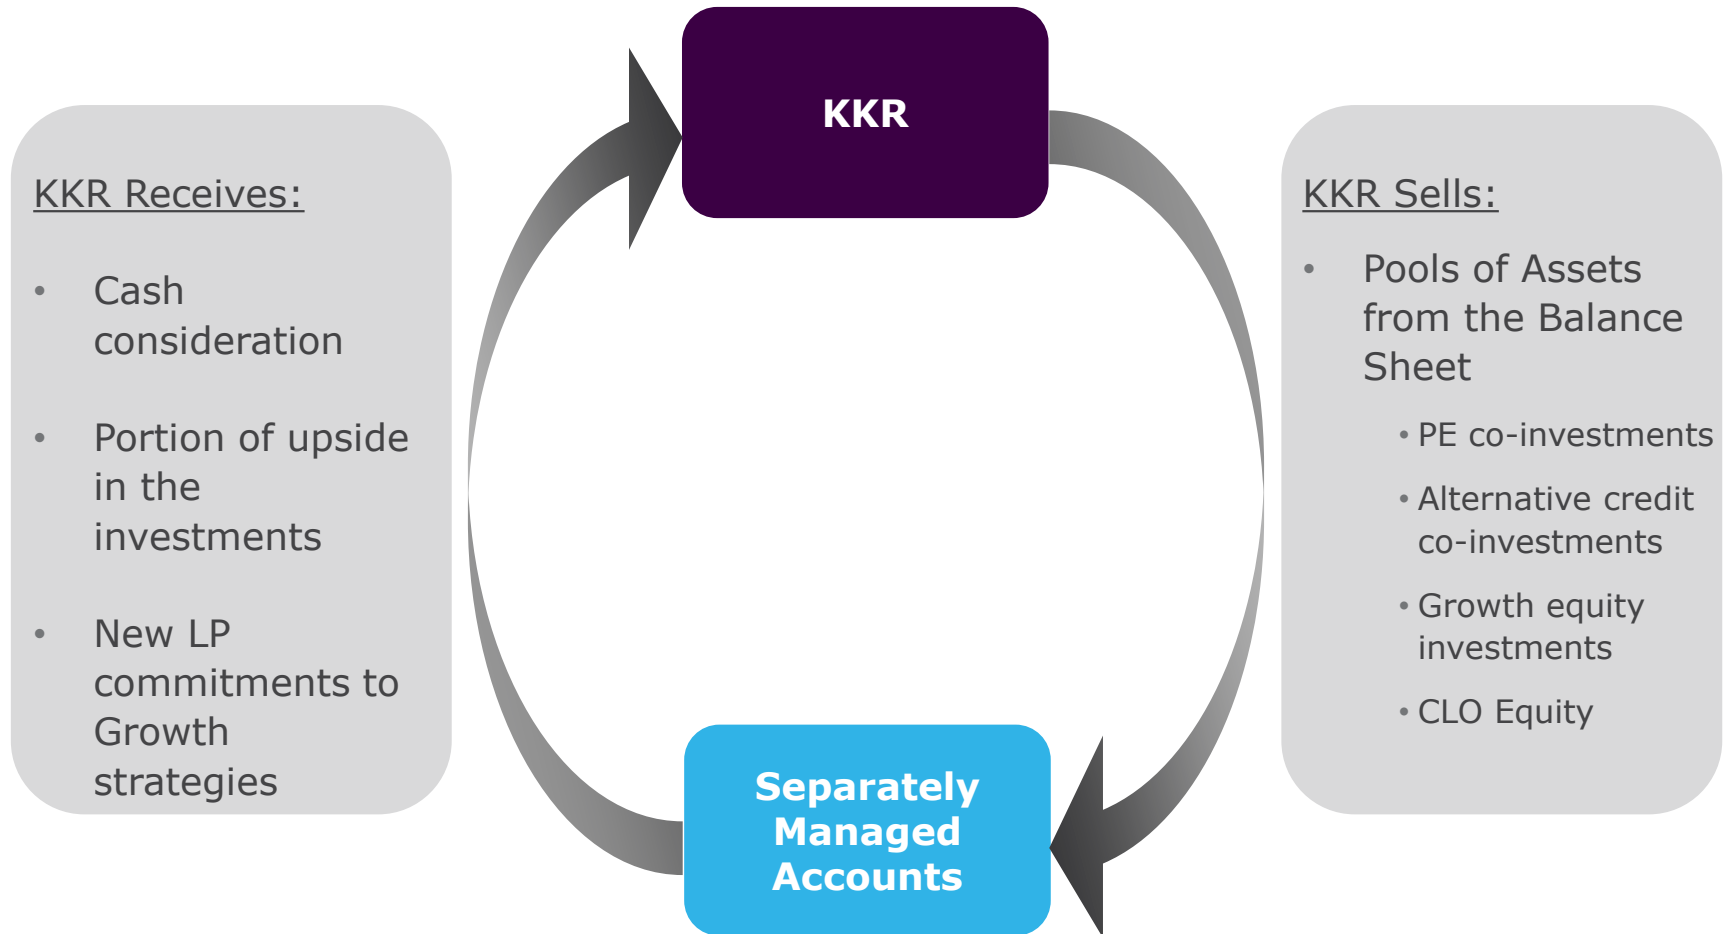 KKR
KKR Receives:
• Cash
consideration
• Portion of upside
in the
investments
• New LP
commitments to
Growth
strategies
KKR Sells:
• Pools of Assets
from the Balance
Sheet
• PE co-investments
• Alternative credit
co-investments
• Growth equity
investments
• CLO Equity
Separately
Managed
Accounts